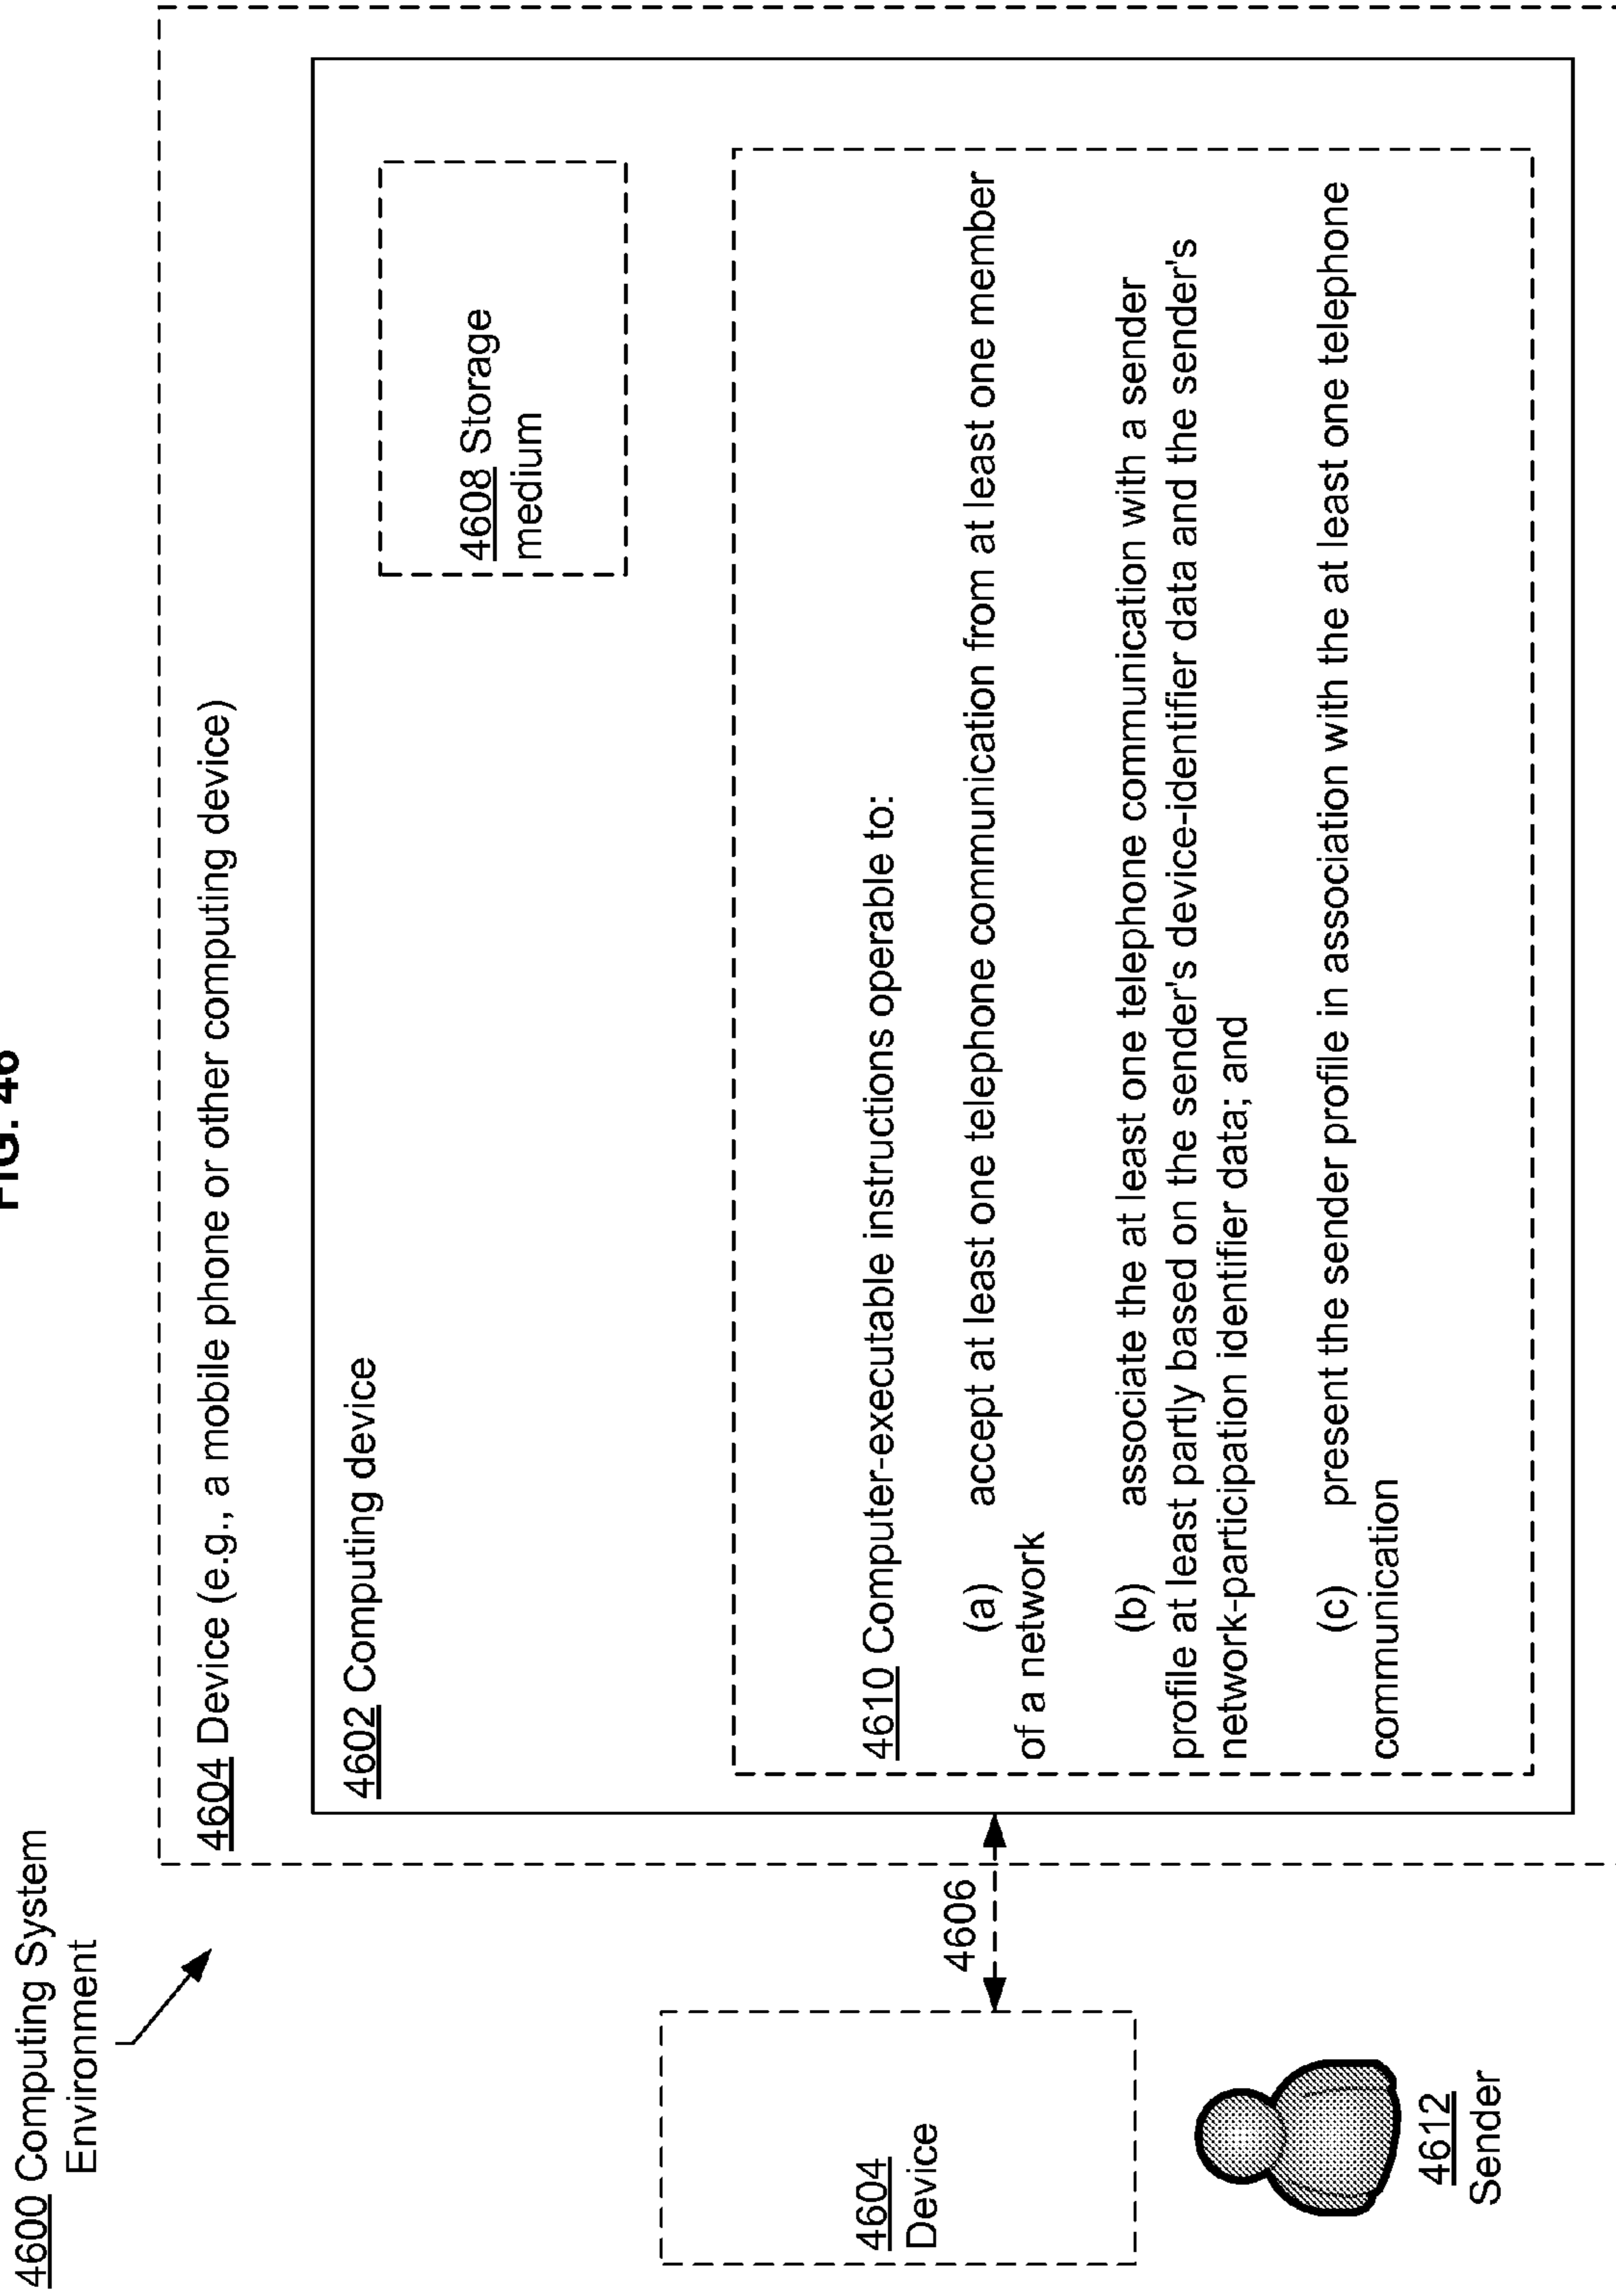 FIG. 46
4600 Computing System
Environment
4604 Device (e.g., a mobile phone or other computing device)
4602 Computing device
4608 Storage
medium
4610 Computer-executable instructions operable to:
(a) accept at least one telephone communication from at least one member
of a network
(b) associate the at least one telephone communication with a sender
profile at least partly based on the sender's device-identifier data and the sender's
network-participation identifier data; and
(c) present the sender profile in association with the at least one telephone
communication
4606
4604
Device
4612
Sender